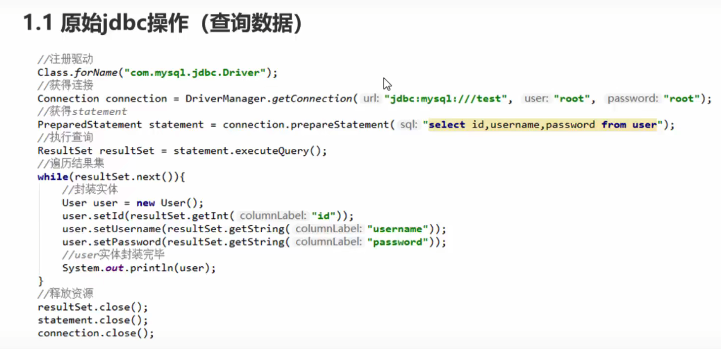 1.1 原始jdbc操作（查询数据）
//注册驱动
Class.forName("com.mysql.jdbc.Driver");
//获得连接
Connection connection = DriverManager.getConnection( url: "jdbc:mysql:///test", user: "root", password: "root");
//获得statement
PreparedStatement statement = connection.prepareStatement( sql: "select id,username,password from user");
//执行查询
ResultSet resultSet = statement.executeQuery();
//遍历结果集
while(resultSet.next()){
//封装实体
User user = new User();
user.setId(resultSet.getInt( columnLabel: "id"));
user.setUsername(resultSet.getString( columnLabel: "username"));
user.setPassword(resultSet.getString( columnLabel: "password"));
//user实体封装完毕
System.out.println(user);
}
//释放资源
resultSet.close();
statement.close();
connection.close();